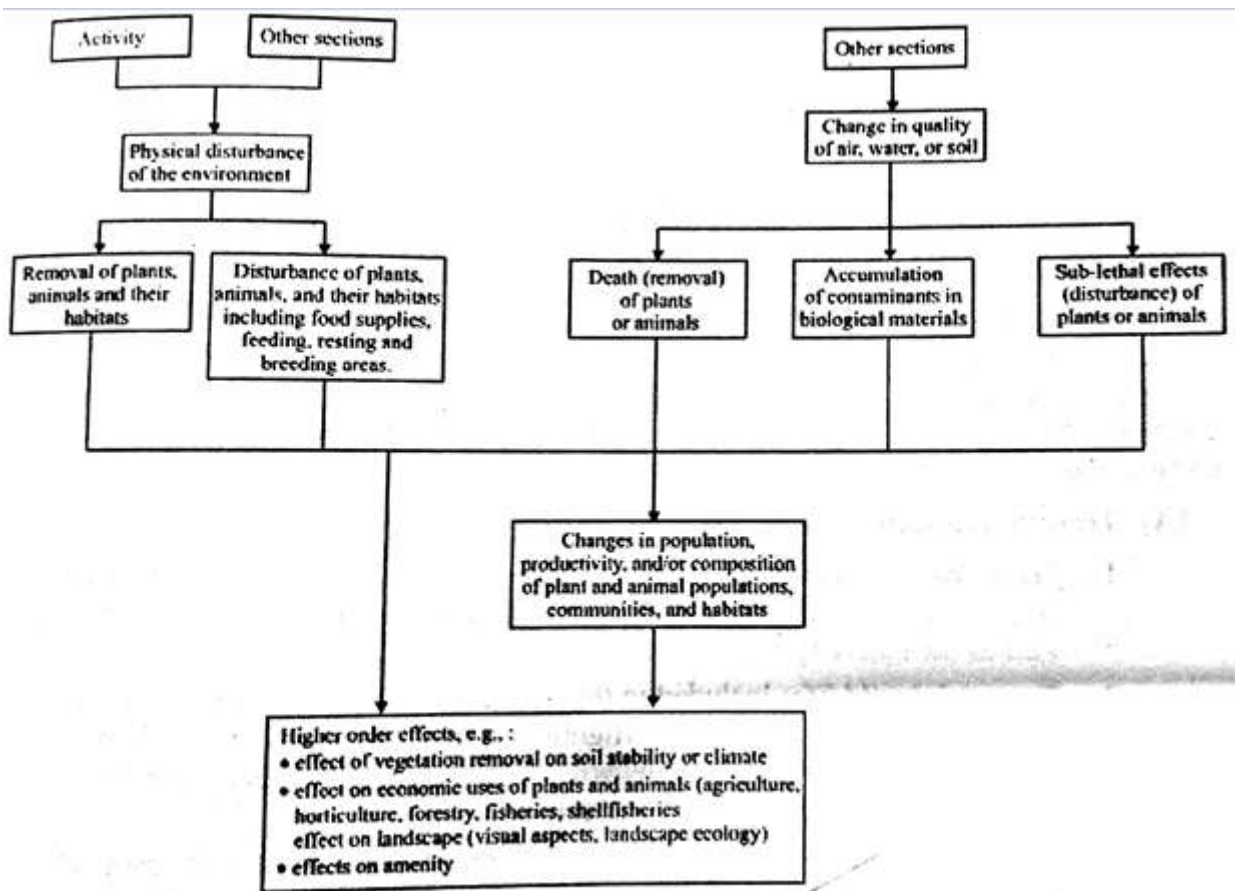 Activity
Other sections
Other sections
Physical disturbance
of the environment
Change in quality
of air, water, or soil
Removal of plants,
animals and their
habitats
Disturbance of plants,
animals, and their habitats
including food supplies,
feeding, resting and
breeding areas.
Death (removal)
of plants
or animals
Accumulation
of contaminants in
biological materials
Sub-lethal effects
(disturbance) of
plants or animals
Changes in population,
productivity, and/or composition
of plant and animal populations,
communities, and habitats
Higher order effects, e.g., :
• effect of vegetation removal on soil stability or climate
• effect on economic uses of plants and animals (agriculture,
horticulture, forestry, fisheries, shellfisheries
effect on landscape (visual aspects, landscape ecology)
• effects on amenity